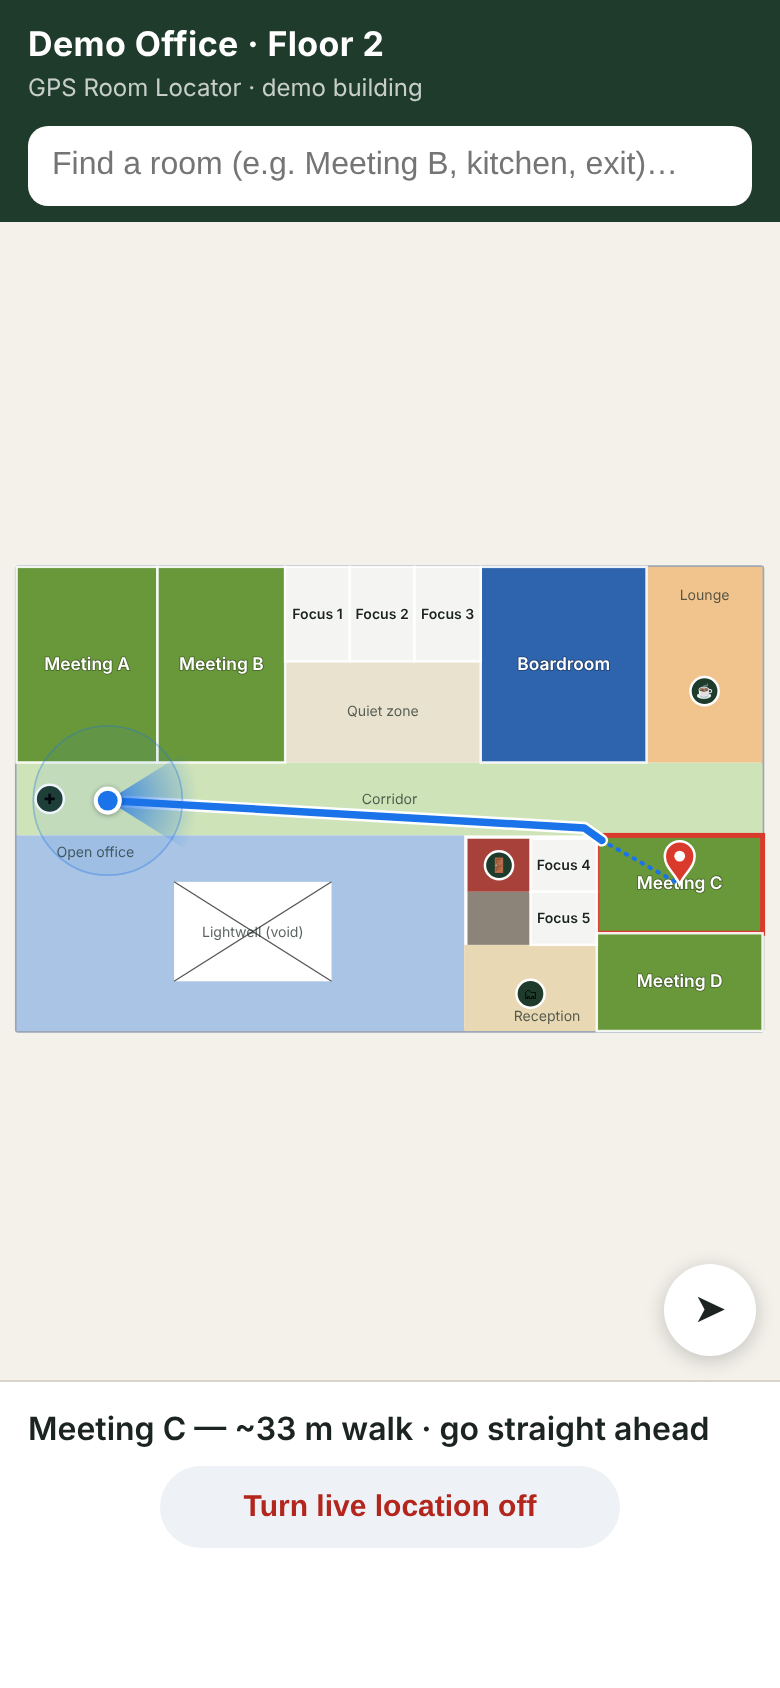 Demo Office · Floor 2
GPS Room Locator · demo building
Find a room (e.g. Meeting B, kitchen, exit)…
Meeting A
Meeting B
Focus 1
Focus 2
Focus 3
Boardroom
Lounge
Quiet zone
Corridor
Open office
Lightwell (void)
Focus 4
Focus 5
Meeting C
Meeting D
Reception
Meeting C — ~33 m walk · go straight ahead
Turn live location off